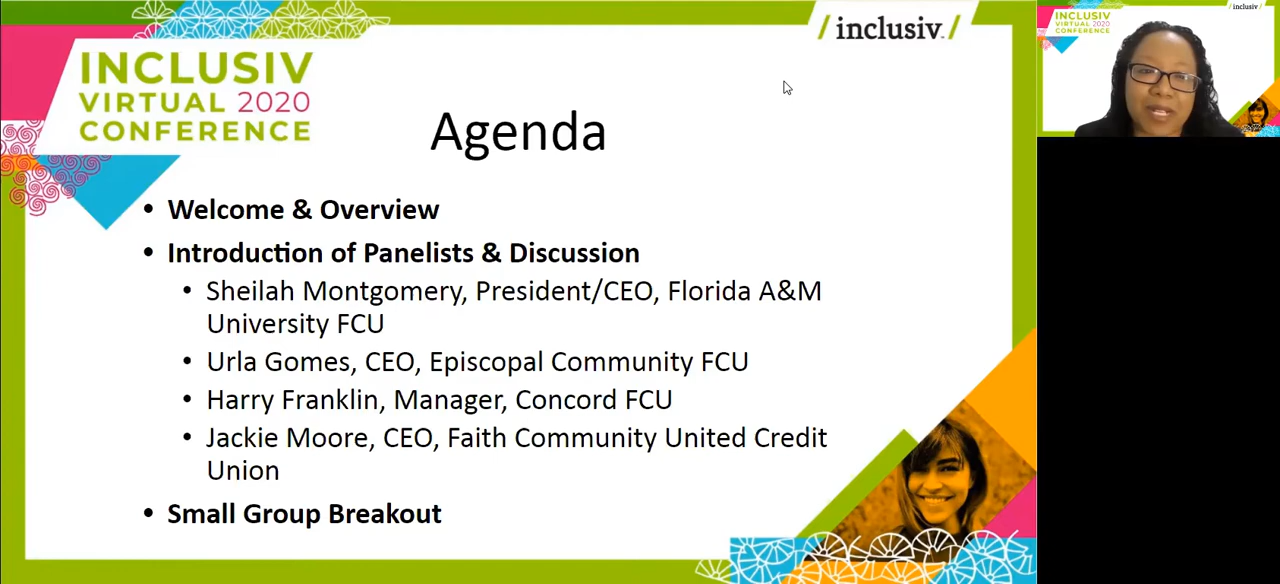 INCLUSIV
VIRTUAL 2020
CONFERENCE
/ inclusiv. /
Agenda
• Welcome & Overview
• Introduction of Panelists & Discussion
• Sheilah Montgomery, President/CEO, Florida A&M
University FCU
• Urla Gomes, CEO, Episcopal Community FCU
• Harry Franklin, Manager, Concord FCU
• Jackie Moore, CEO, Faith Community United Credit
Union
• Small Group Breakout
INCLUSIV
VIRTUAL 2020
CONFERENCE
/ inclusiv /